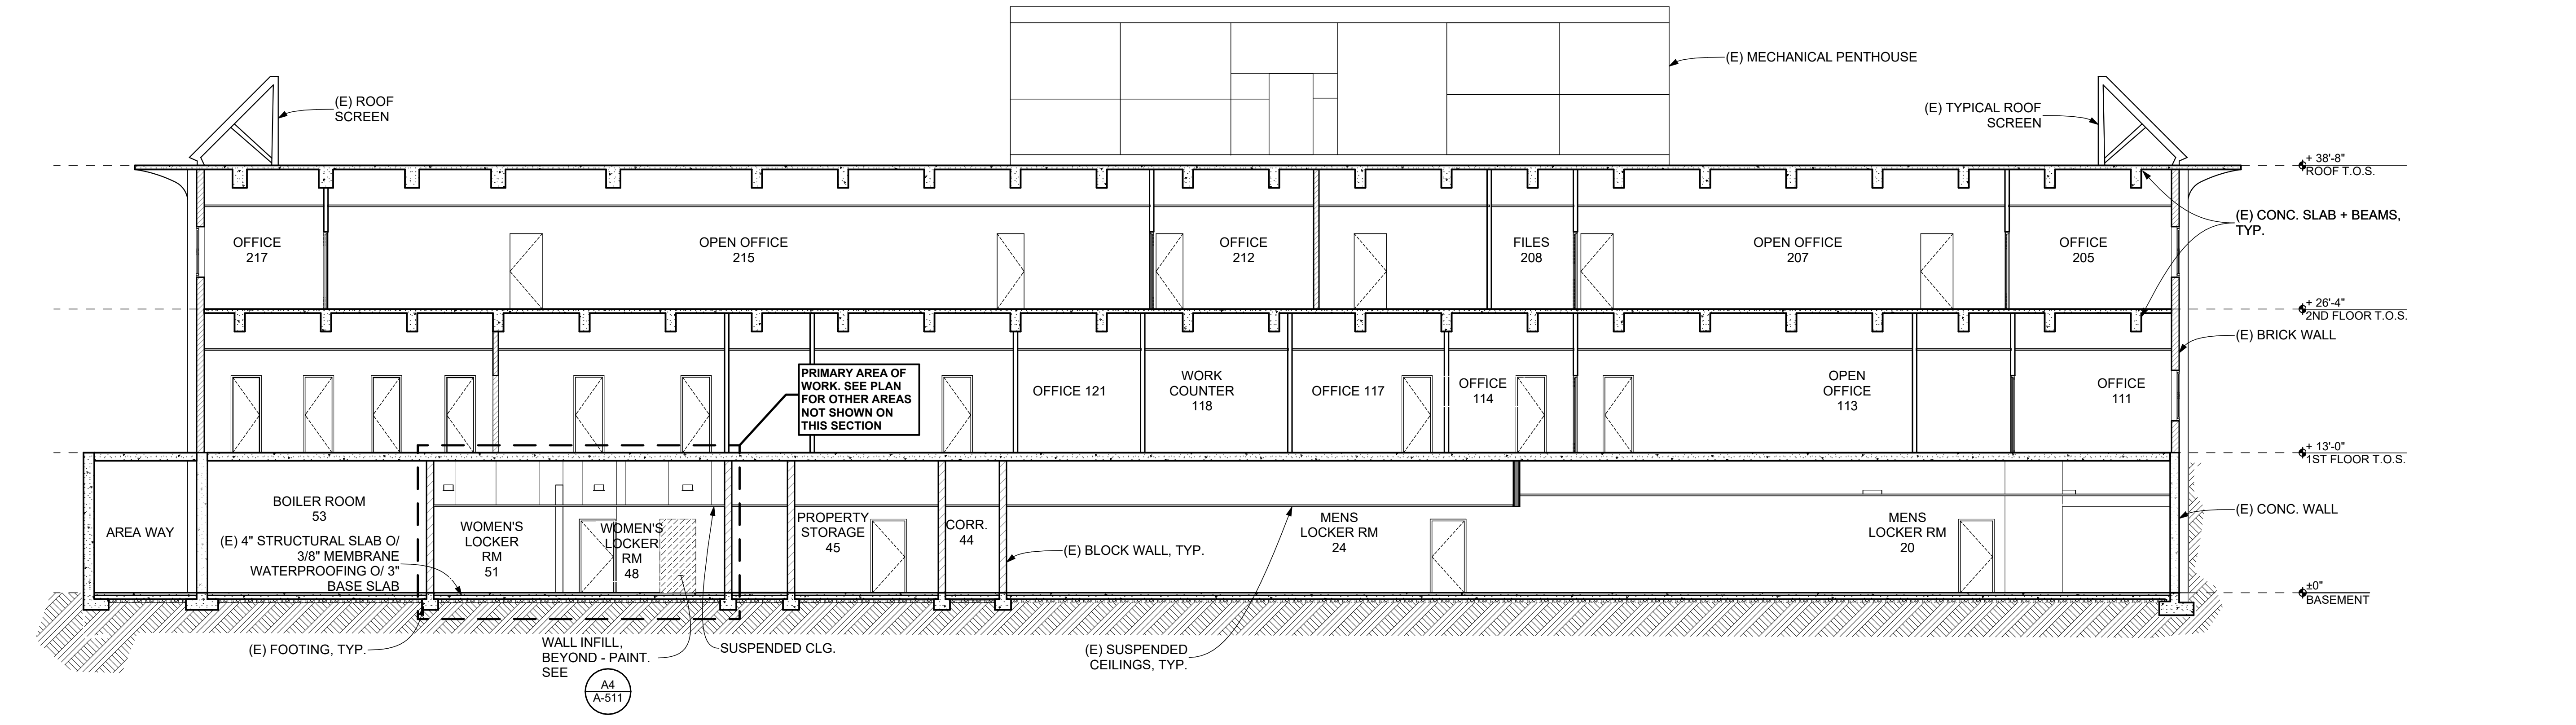 (E) MECHANICAL PENTHOUSE
(E) ROOF
SCREEN
(E) TYPICAL ROOF
SCREEN
+ 38'-8"
ROOF T.O.S.
(E) CONC. SLAB + BEAMS,
TYP.
OFFICE
217
OPEN OFFICE
215
OFFICE
212
FILES
208
OPEN OFFICE
207
OFFICE
205
+ 26'-4"
2ND FLOOR T.O.S.
(E) BRICK WALL
PRIMARY AREA OF
WORK. SEE PLAN
FOR OTHER AREAS
NOT SHOWN ON
THIS SECTION
OFFICE 121
WORK
COUNTER
118
OFFICE 117
OFFICE
114
OPEN
OFFICE
113
OFFICE
111
+ 13'-0"
1ST FLOOR T.O.S.
AREA WAY
BOILER ROOM
53
(E) 4" STRUCTURAL SLAB O/
3/8" MEMBRANE
WATERPROOFING O/ 3"
BASE SLAB
WOMEN'S
LOCKER
RM
51
WOMEN'S
LOCKER
RM
48
PROPERTY
STORAGE
45
CORR.
44
(E) BLOCK WALL, TYP.
MENS
LOCKER RM
24
MENS
LOCKER RM
20
(E) CONC. WALL
±0"
BASEMENT
(E) FOOTING, TYP.
WALL INFILL,
BEYOND - PAINT.
SEE
A4
A-511
SUSPENDED CLG.
(E) SUSPENDED
CEILINGS, TYP.